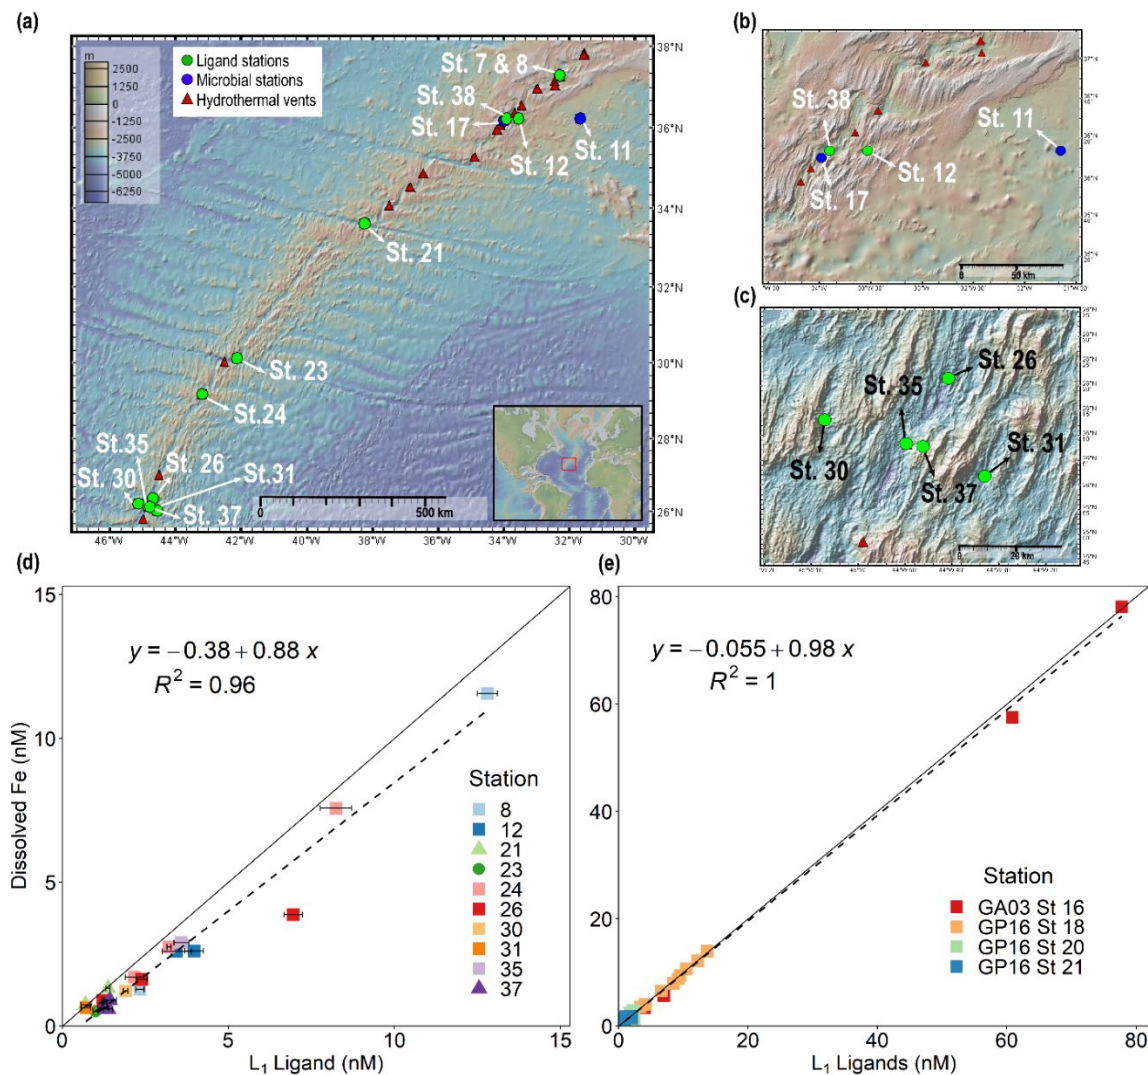 (a)
m
2500
1250
0
-1250
-2500
-3750
-5000
-6250
Ligand stations
Microbial stations
Hydrothermal vents
St. 7 & 8
St. 38
St. 17
St. 12
St. 11
St. 21
St. 23
St.24
St.35
St. 26
St. 30
St.31
St. 37
500 km
38°N
36°N
34°N
32°N
30°N
28°N
26°N
46°W
44°W
42°W
40°W
38°W
36°W
34°W
32°W
30°W
(b)
St. 38
St. 11
St. 12
St. 17
50 km
(c)
St. 26
St. 35
St. 31
St. 30
St. 37
20 km
(d)
y = −0.38 + 0.88 x
R² = 0.96
Dissolved Fe (nM)
15
10
5
0
Station
8
12
21
23
24
26
30
31
35
37
0
5
10
15
L₁ Ligand (nM)
(e)
y = −0.055 + 0.98 x
R² = 1
80
60
40
20
0
Station
GA03 St 16
GP16 St 18
GP16 St 20
GP16 St 21
0
20
40
60
80
L₁ Ligands (nM)